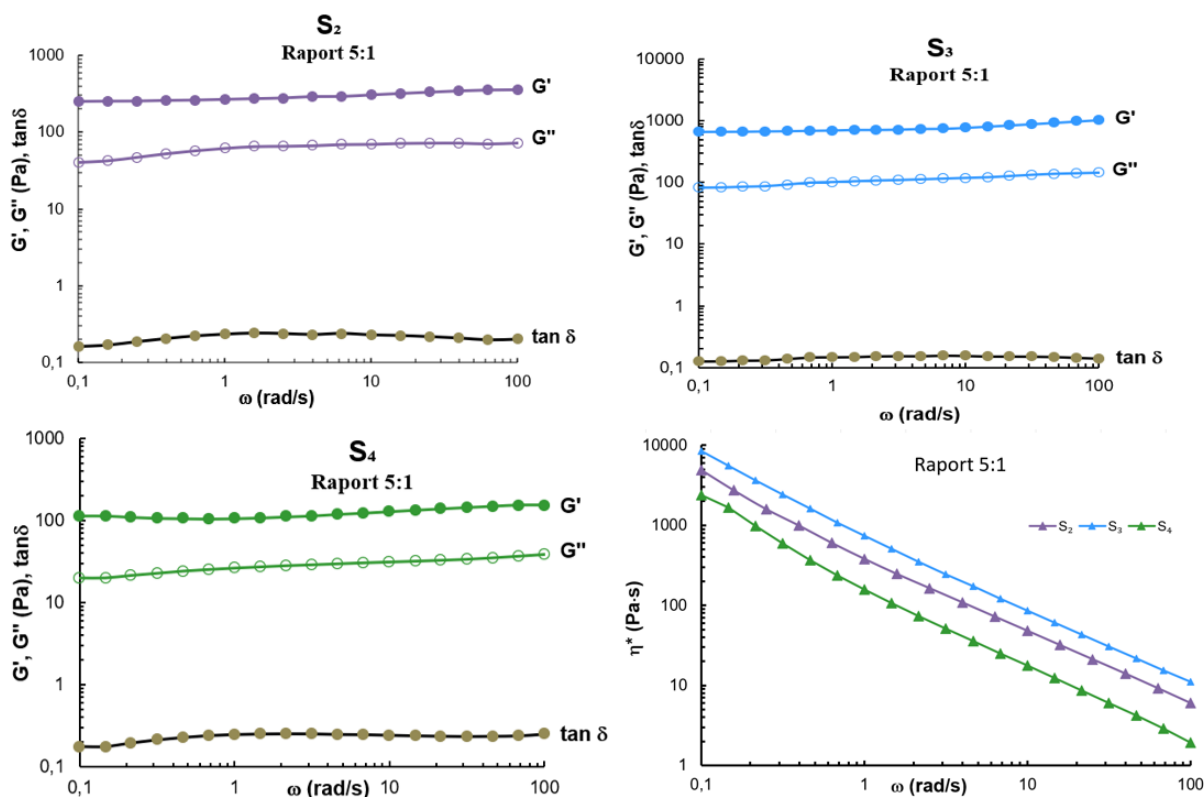 S₂
Raport 5:1
1000
100
10
1
0,1
G', G" (Pa), tanδ
G'
G"
tan δ
0,1 1 10 100
ω (rad/s)
S₃
Raport 5:1
10000
1000
100
10
1
0,1
G', G" (Pa), tanδ
G'
G"
tan δ
0,1 1 10 100
ω (rad/s)
S₄
Raport 5:1
1000
100
10
1
0,1
G', G" (Pa), tanδ
G'
G"
tan δ
0,1 1 10 100
ω (rad/s)
Raport 5:1
10000
1000
100
10
1
η* (Pa·s)
S₂ S₃ S₄
0,1 1 10 100
ω (rad/s)